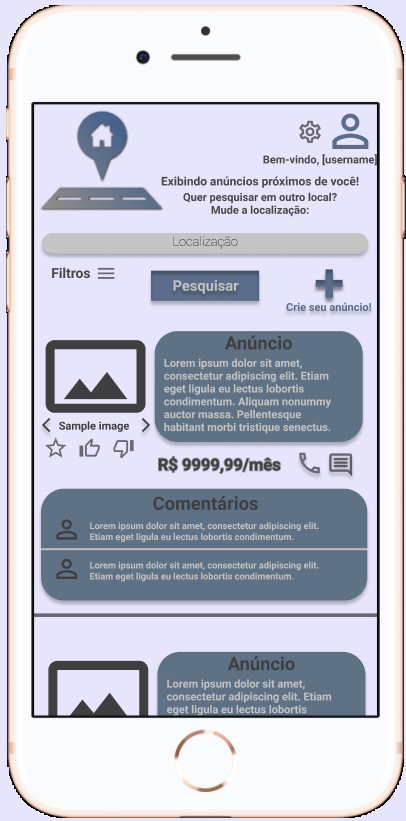 Bem-vindo, [username]
Exibindo anúncios próximos de você!
Quer pesquisar em outro local?
Mude a localização:
Localização
Filtros
Pesquisar
Crie seu anúncio!
Anúncio
Lorem ipsum dolor sit amet,
consectetur adipiscing elit. Etiam
eget ligula eu lectus lobortis
condimentum. Aliquam nonummy
auctor massa. Pellentesque
habitant morbi tristique senectus.
Sample image
R$ 9999,99/mês
Comentários
Lorem ipsum dolor sit amet, consectetur adipiscing elit.
Etiam eget ligula eu lectus lobortis condimentum.
Lorem ipsum dolor sit amet, consectetur adipiscing elit.
Etiam eget ligula eu lectus lobortis condimentum.
Anúncio
Lorem ipsum dolor sit amet,
consectetur adipiscing elit. Etiam
eget ligula eu lectus lobortis